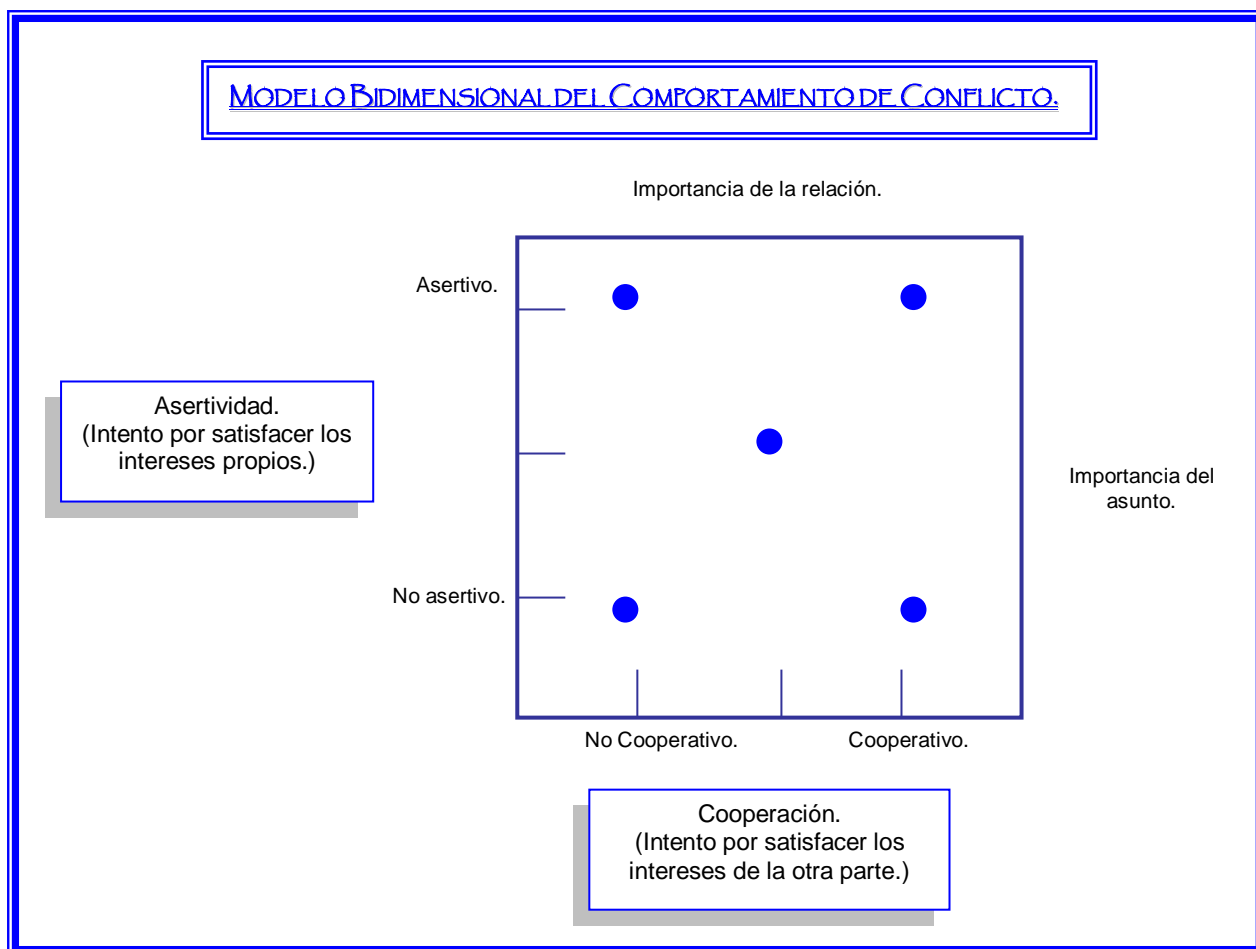 MODELO BIDIMENSIONAL DEL COMPORTAMIENTO DE CONFLICTO.
Importancia de la relación.
Asertivo.
Asertividad.
(Intento por satisfacer los
intereses propios.)
Importancia del
asunto.
No asertivo.
No Cooperativo.
Cooperativo.
Cooperación.
(Intento por satisfacer los
intereses de la otra parte.)